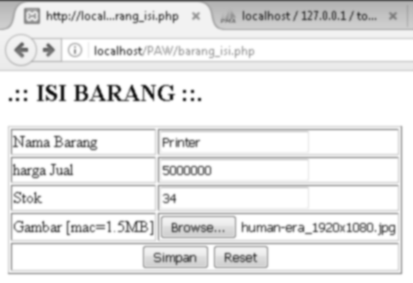 http://local...rang_isi.php × localhost / 127.0.0.1 / to... ×
localhost/PAW/barang_isi.php
.:: ISI BARANG ::.
Nama Barang Printer
harga Jual 5000000
Stok 34
Gambar [mac=1.5MB] Browse... human-era_1920x1080.jpg
Simpan Reset